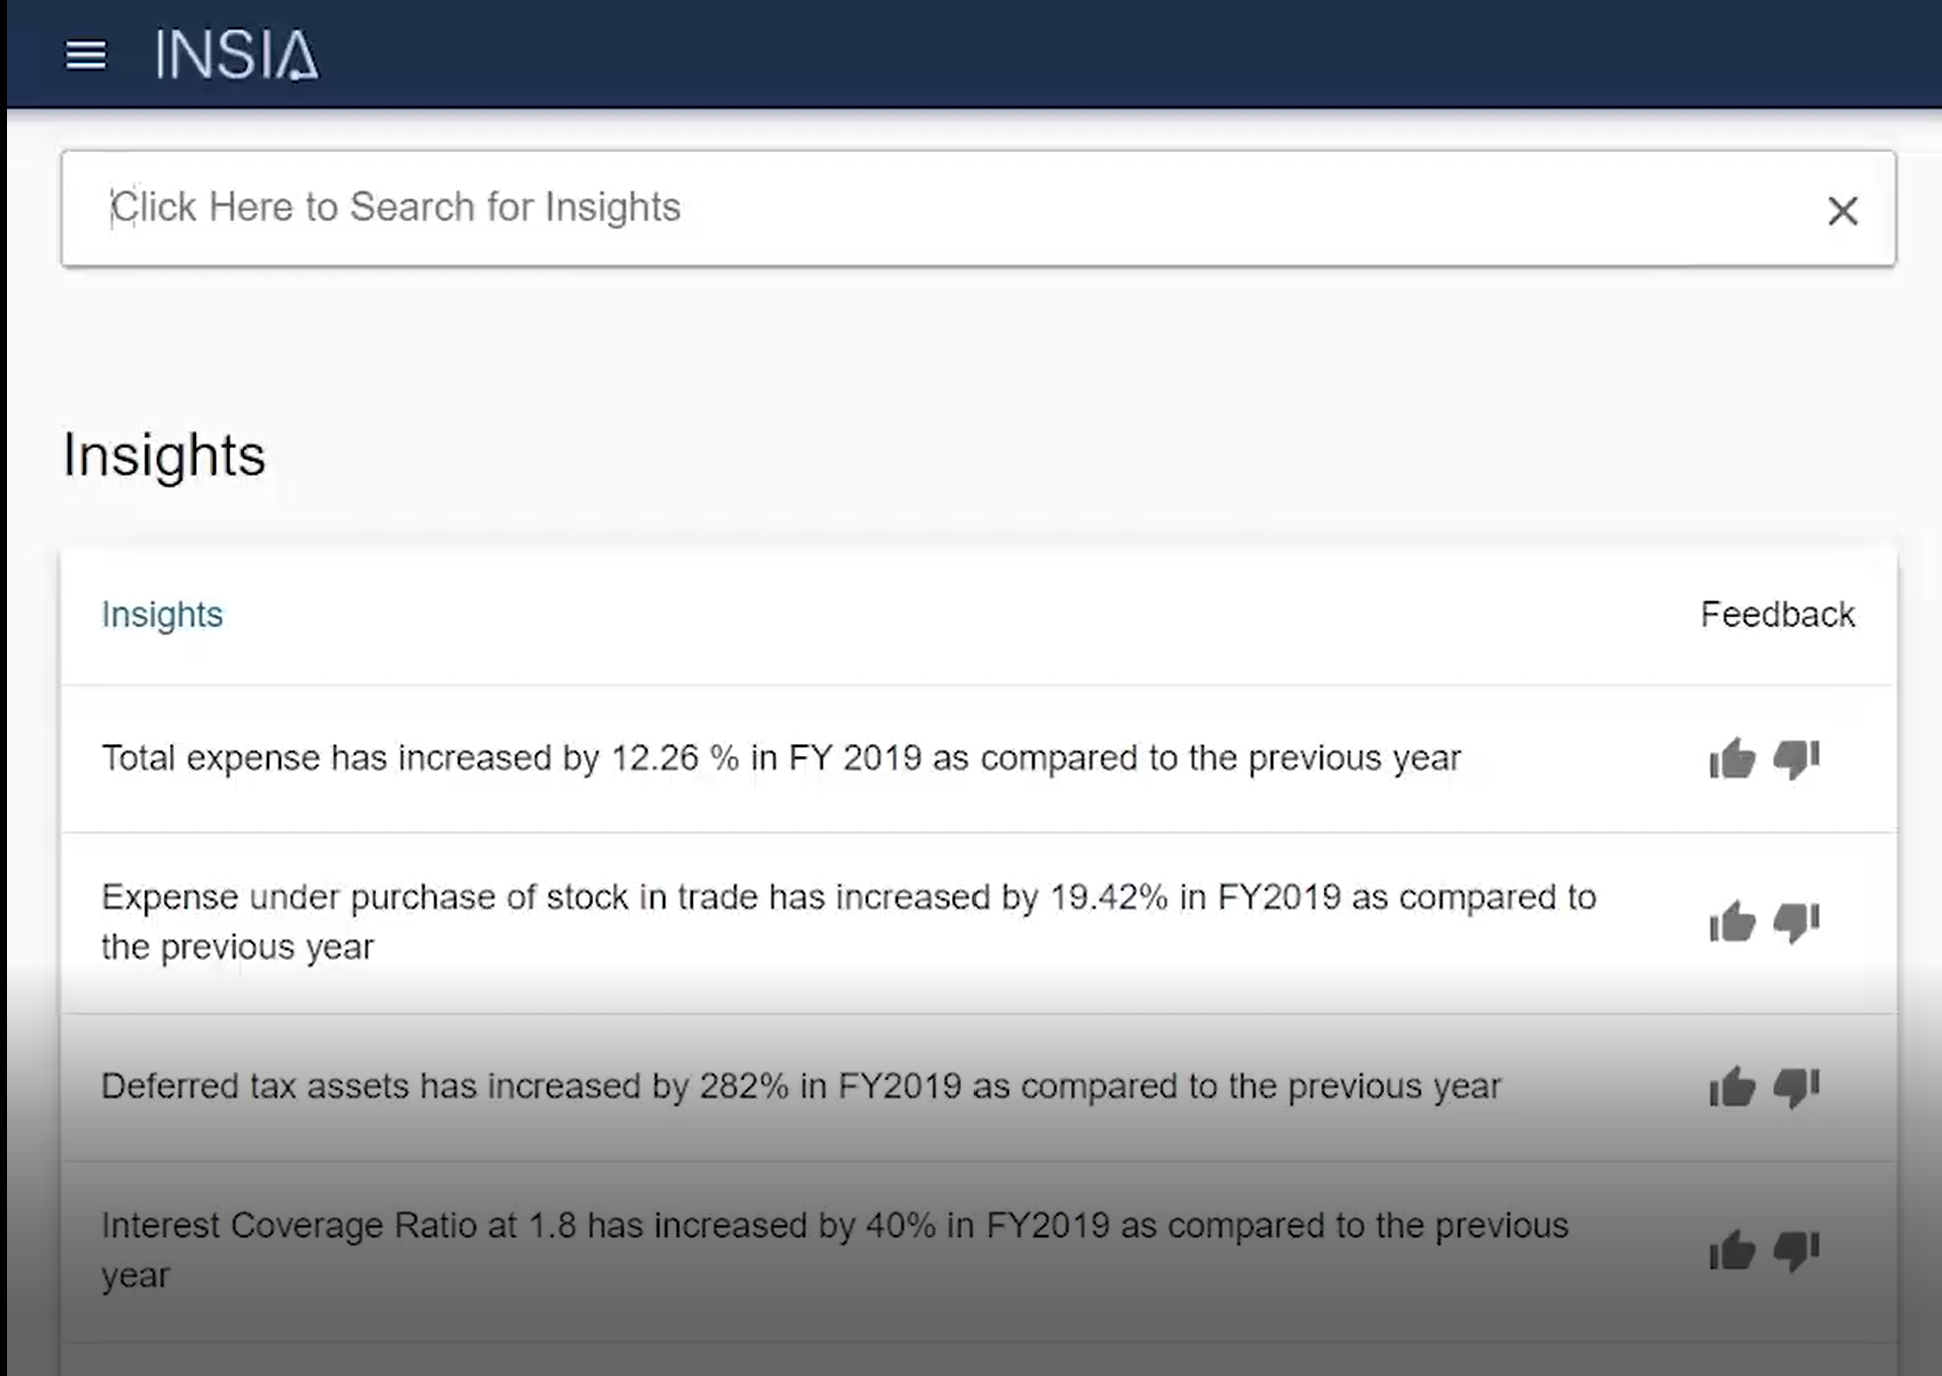 INSIA
Click Here to Search for Insights
Insights
Insights
Feedback
Total expense has increased by 12.26 % in FY 2019 as compared to the previous year
Expense under purchase of stock in trade has increased by 19.42% in FY2019 as compared to
the previous year
Deferred tax assets has increased by 282% in FY2019 as compared to the previous year
Interest Coverage Ratio at 1.8 has increased by 40% in FY2019 as compared to the previous
year